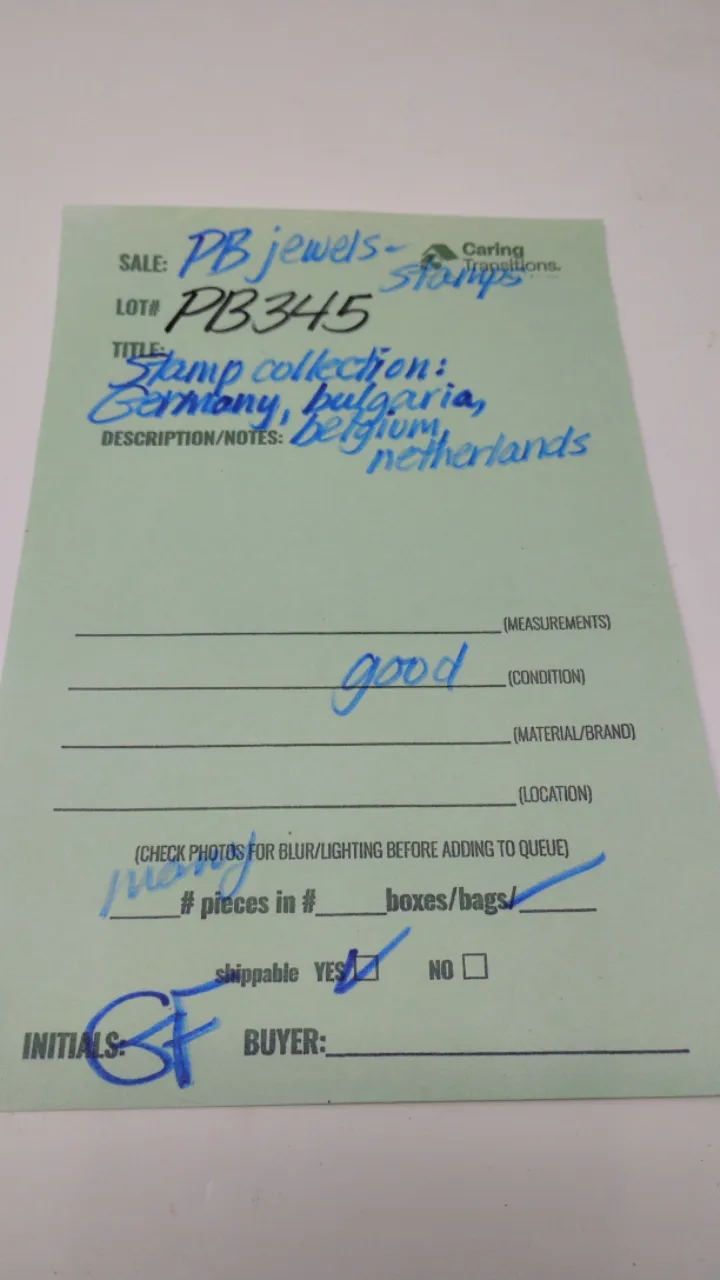 SALE: PB jewels- stamps
Caring Transitions.
LOT# PB345
TITLE:
Stamp collection:
Germany, bulgaria,
DESCRIPTION/NOTES: belgium,
netherlands
(MEASUREMENTS)
good (CONDITION)
(MATERIAL/BRAND)
(LOCATION)
(CHECK PHOTOS FOR BLUR/LIGHTING BEFORE ADDING TO QUEUE)
many # pieces in # boxes/bags/
shippable YES NO
INITIALS: GF BUYER: